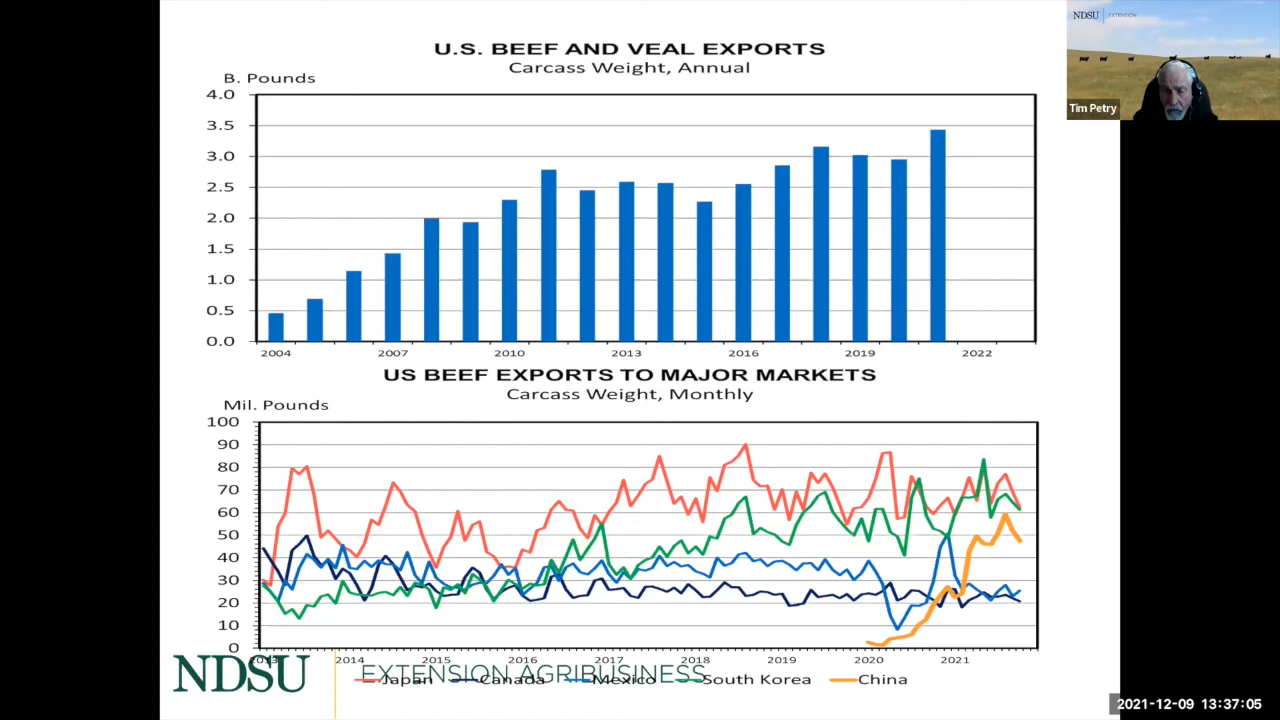 U.S. BEEF AND VEAL EXPORTS
Carcass Weight, Annual
B. Pounds
4.0
3.5
3.0
2.5
2.0
1.5
1.0
0.5
0.0
2004 2007 2010 2013 2016 2019 2022
US BEEF EXPORTS TO MAJOR MARKETS
Carcass Weight, Monthly
Mil. Pounds
100
90
80
70
60
50
40
30
20
10
0
2013 2014 2015 2016 2017 2018 2019 2020 2021
Japan Canada Mexico South Korea China
NDSU EXTENSION AGRIBUSINESS
NDSU EXTENSION
Tim Petry
2021-12-09 13:37:05